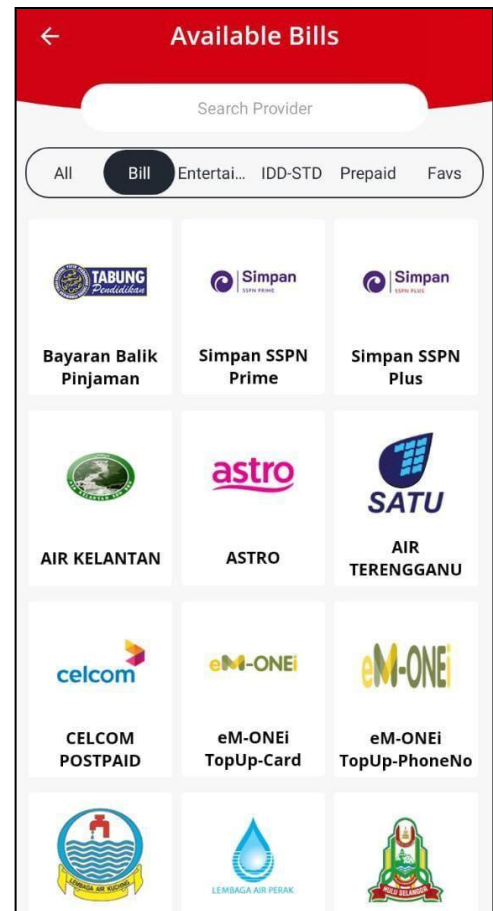 Available Bills
Search Provider
All Bill Entertai... IDD-STD Prepaid Favs
TABUNG
Pendidikan
Simpan
SSPN PRIME
Simpan
SSPN PLUS
Bayaran Balik
Pinjaman
Simpan SSPN
Prime
Simpan SSPN
Plus
astro
SATU
AIR KELANTAN
ASTRO
AIR
TERENGGANU
celcom
eM-ONEi
eM-ONEi
CELCOM
POSTPAID
eM-ONEi
TopUp-Card
eM-ONEi
TopUp-PhoneNo
LEMBAGA AIR KUCHING
LEMBAGA AIR PERAK
HULU SELANGOR